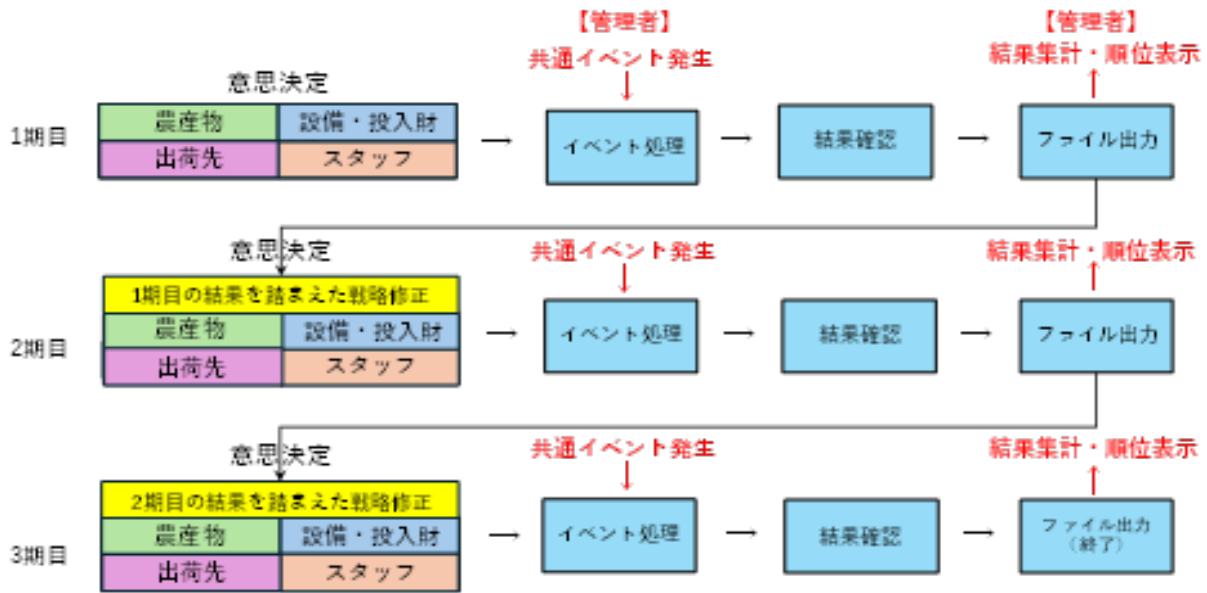 【管理者】
【管理者】
共通イベント発生
結果集計・順位表示
意思決定
1期目
農産物
設備・投入財
出荷先
スタッフ
→
イベント処理
→
結果確認
→
ファイル出力
意思決定
共通イベント発生
結果集計・順位表示
1期目の結果を踏まえた戦略修正
2期目
農産物
設備・投入財
出荷先
スタッフ
→
イベント処理
→
結果確認
→
ファイル出力
意思決定
共通イベント発生
結果集計・順位表示
2期目の結果を踏まえた戦略修正
3期目
農産物
設備・投入財
出荷先
スタッフ
→
イベント処理
→
結果確認
→
ファイル出力
（終了）